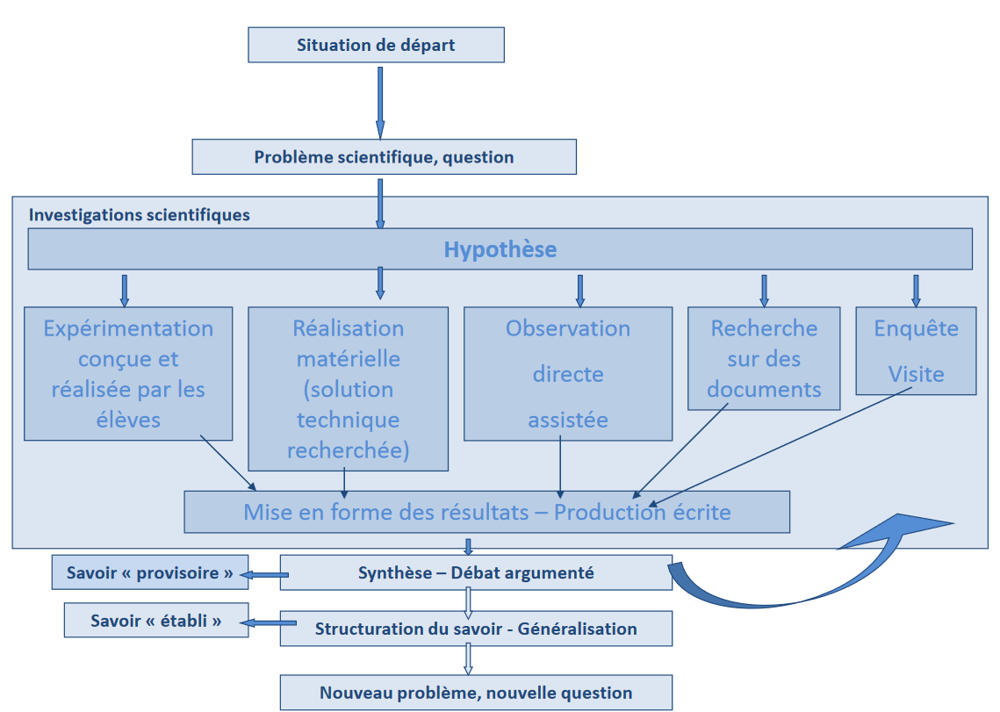 Situation de départ
Problème scientifique, question
Investigations scientifiques
Hypothèse
Expérimentation
conçue et
réalisée par les
élèves
Réalisation
matérielle
(solution
technique
recherchée)
Observation
directe
assistée
Recherche
sur des
documents
Enquête
Visite
Mise en forme des résultats – Production écrite
Savoir « provisoire »
Synthèse – Débat argumenté
Savoir « établi »
Structuration du savoir - Généralisation
Nouveau problème, nouvelle question